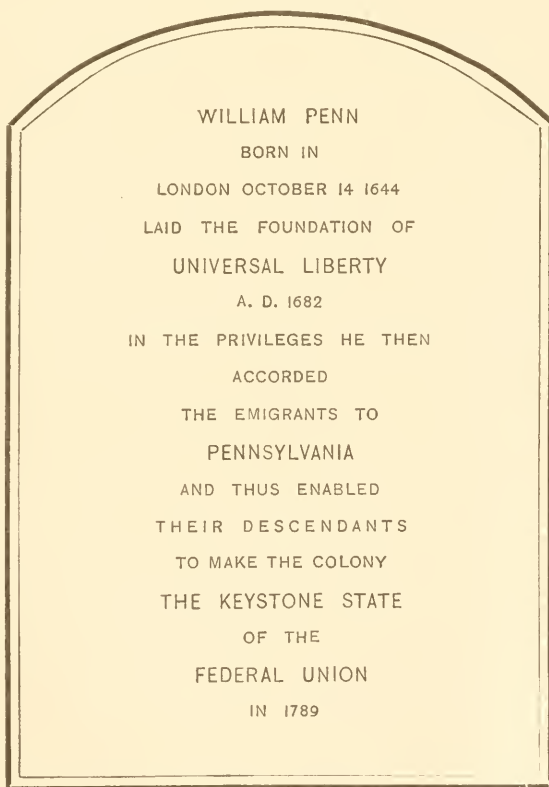 WILLIAM PENN
BORN IN
LONDON OCTOBER 14 1644
LAID THE FOUNDATION OF
UNIVERSAL LIBERTY
A. D. 1682
IN THE PRIVILEGES HE THEN
ACCORDED
THE EMIGRANTS TO
PENNSYLVANIA
AND THUS ENABLED
THEIR DESCENDANTS
TO MAKE THE COLONY
THE KEYSTONE STATE
OF THE
FEDERAL UNION
IN 1789